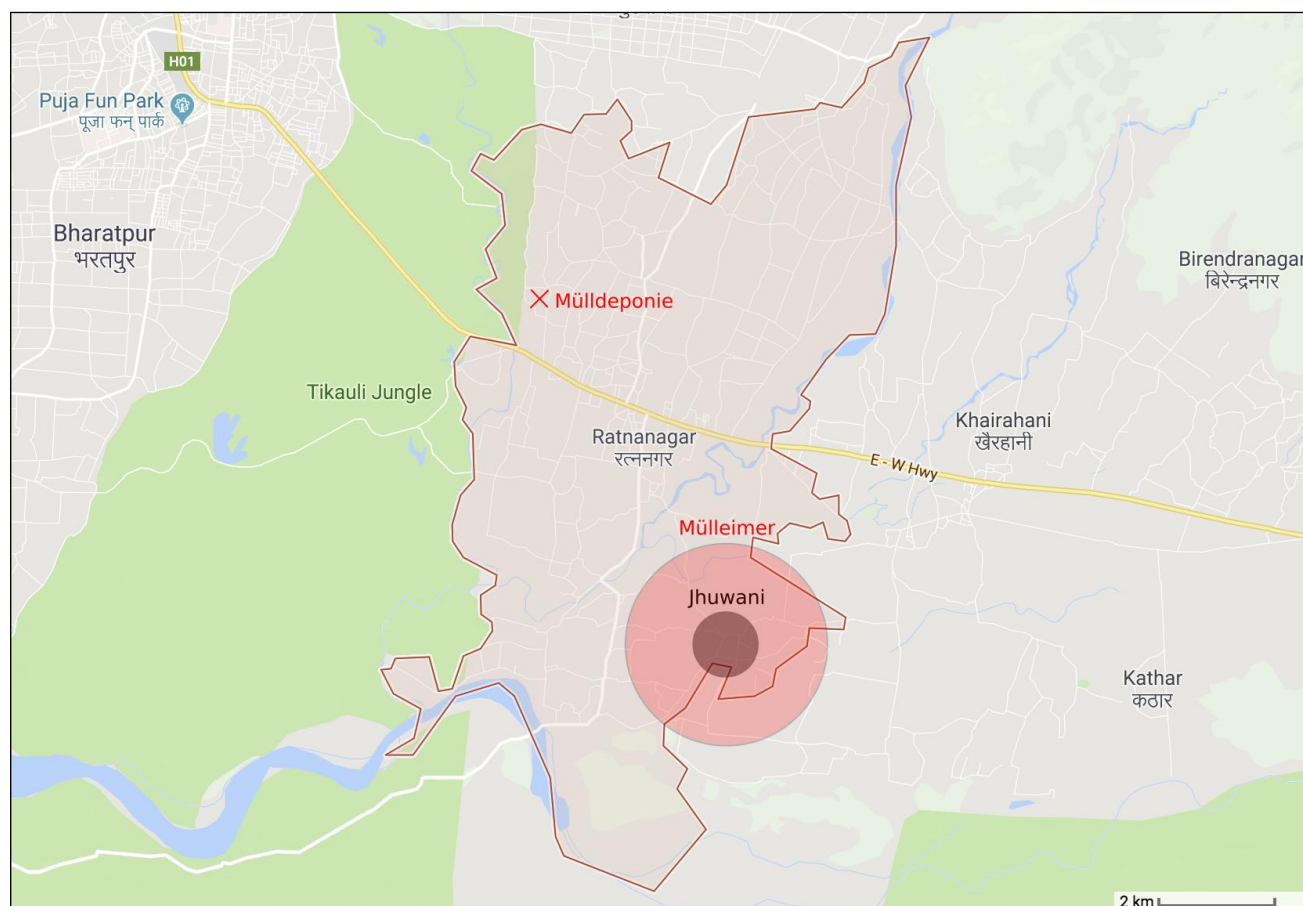 H01
Puja Fun Park
पूजा फन् पार्क
Bharatpur
भरतपुर
Birendranagar
बिरेन्द्रनगर
Mülldeponie
Tikauli Jungle
Khairahani
खैरहानी
Ratnanagar
रत्ननगर
E - W Hwy
Mülleimer
Jhuwani
Kathar
कठार
2 km